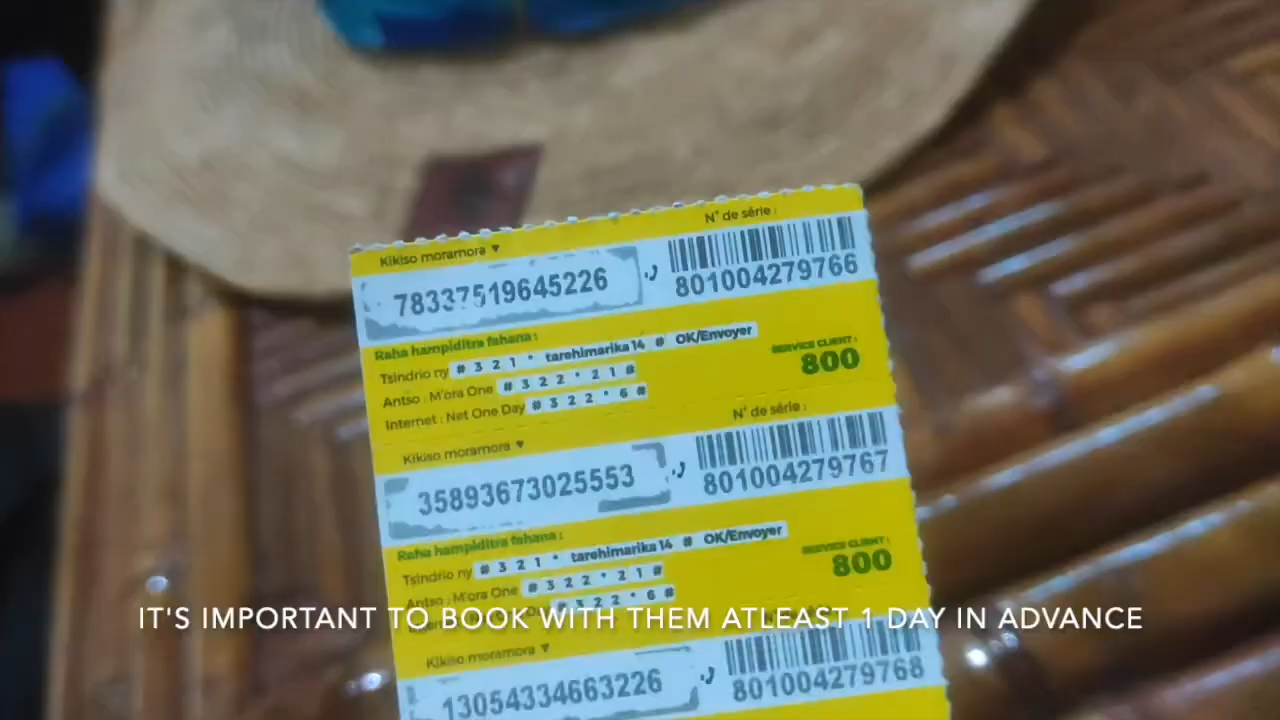 Kikiso moramora ▼
N° de série :
78337519645226
801004279766
Raha hampiditra fahana :
Tsindrio ny # 3 2 1 * tarehimarika 14 # OK/Envoyer
Antso : M'ora One # 3 2 2 * 2 1 #
Internet : Net One Day # 3 2 2 * 6 #
SERVICE CLIENT :
800
Kikiso moramora ▼
N° de série :
35893673025553
801004279767
Raha hampiditra fahana :
Tsindrio ny # 3 2 1 * tarehimarika 14 # OK/Envoyer
Antso : M'ora One # 3 2 2 * 2 1 #
3 2 2 * 6 #
SERVICE CLIENT :
800
IT'S IMPORTANT TO BOOK WITH THEM ATLEAST 1 DAY IN ADVANCE
Kikiso moramora ▼
13054334663226
801004279768